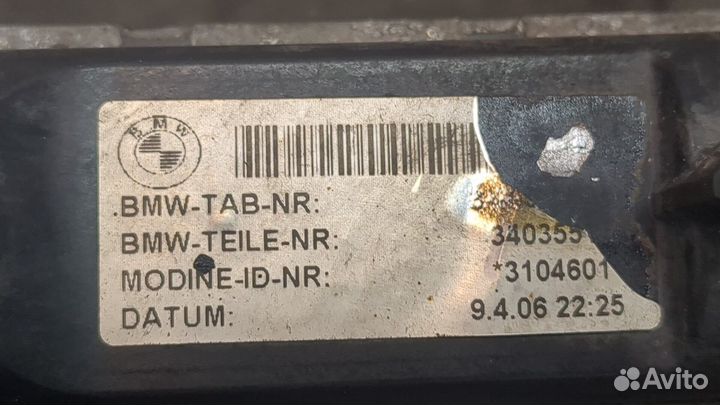 BMW
.BMW-TAB-NR:
BMW-TEILE-NR: 340355
MODINE-ID-NR: *3104601
DATUM: 9.4.06 22:25
Avito